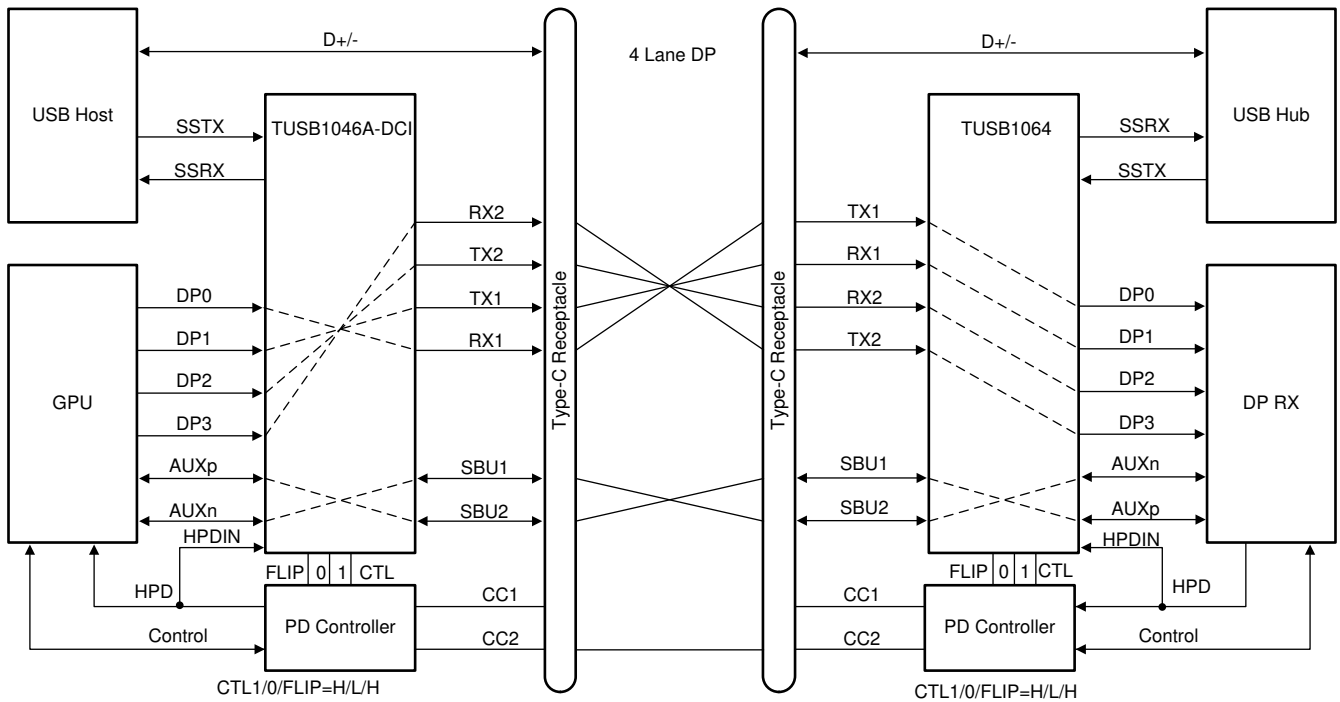 D+/-
4 Lane DP
D+/-
USB Host
TUSB1046A-DCI
TUSB1064
USB Hub
SSTX
SSRX
SSRX
SSTX
RX2
TX2
TX1
RX1
Type-C Receptacle
Type-C Receptacle
TX1
RX1
RX2
TX2
GPU
DP0
DP1
DP2
DP3
AUXp
AUXn
HPDIN
SBU1
SBU2
SBU1
SBU2
DP0
DP1
DP2
DP3
AUXn
AUXp
HPDIN
DP RX
FLIP 0 1 CTL
FLIP 0 1 CTL
HPD
Control
PD Controller
CC1
CC2
CC1
CC2
PD Controller
HPD
Control
CTL1/0/FLIP=H/L/H
CTL1/0/FLIP=H/L/H